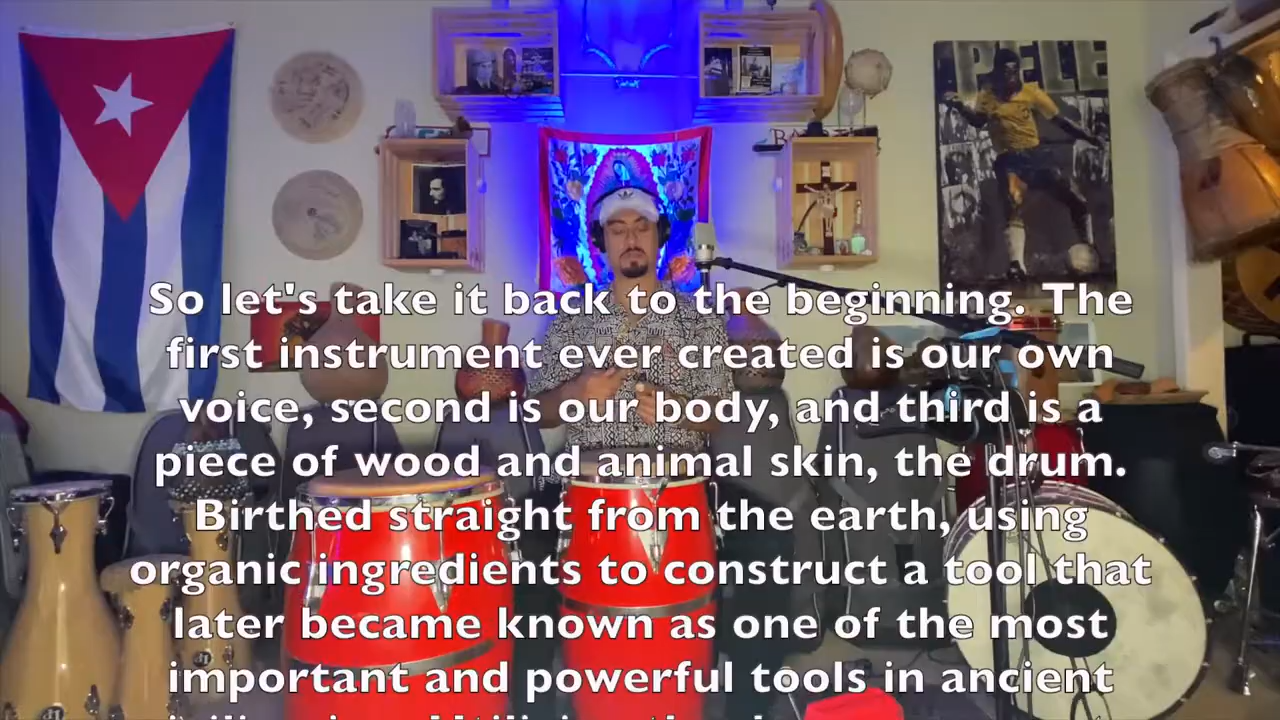 PELE
So let's take it back to the beginning. The
first instrument ever created is our own
voice, second is our body, and third is a
piece of wood and animal skin, the drum.
Birthed straight from the earth, using
organic ingredients to construct a tool that
later became known as one of the most
important and powerful tools in ancient